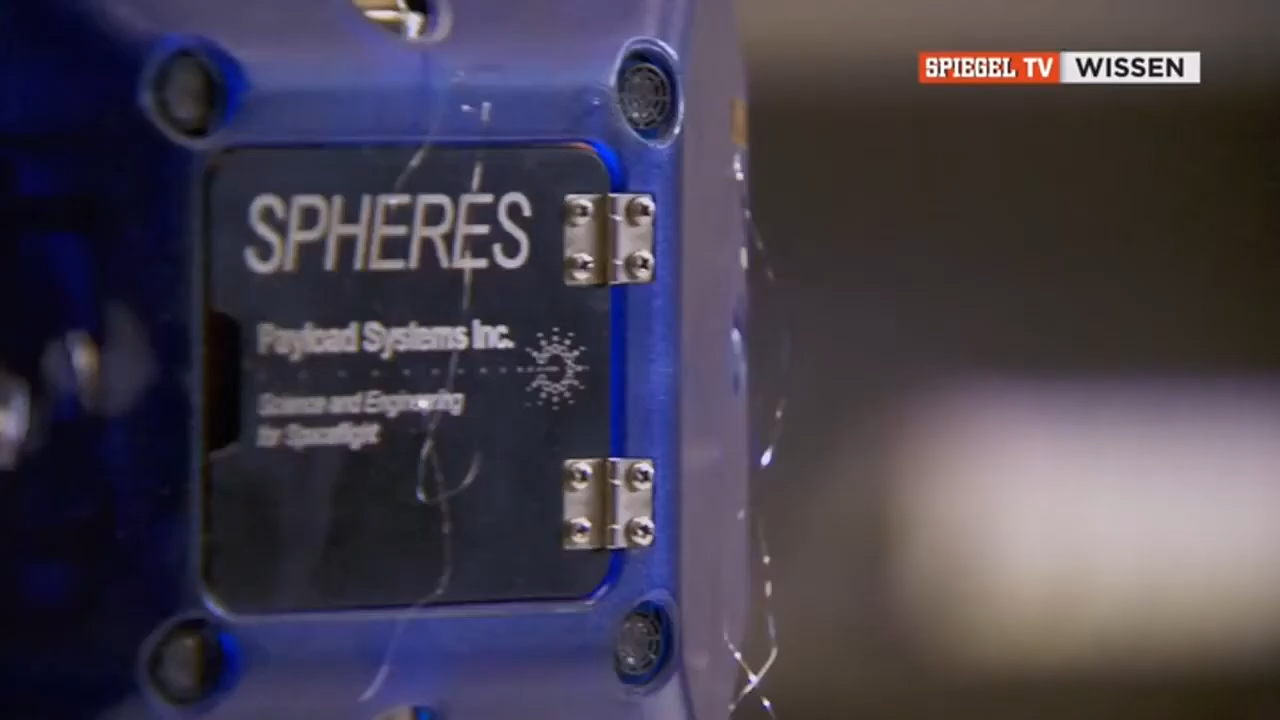 SPIEGEL TV WISSEN
SPHERES
Payload Systems Inc.
Science and Engineering
for Spaceflight